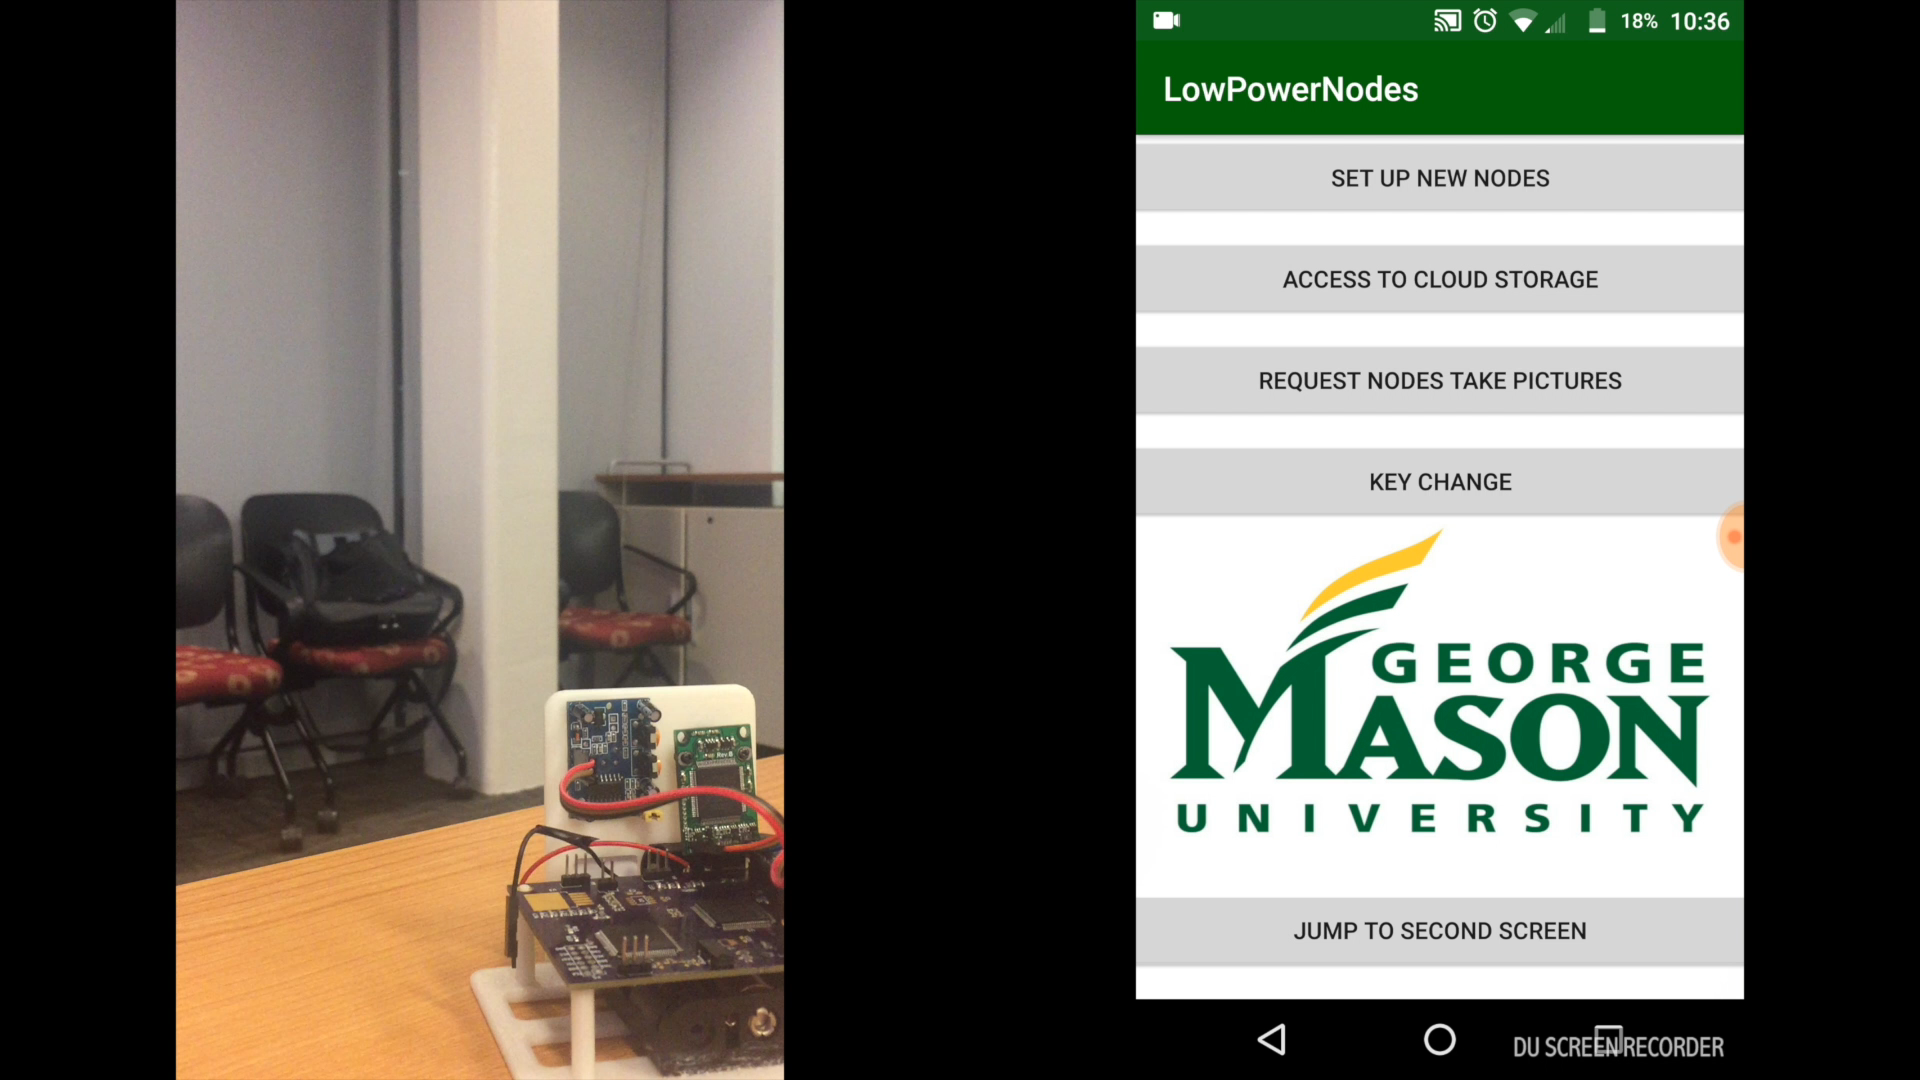 18% 10:36
LowPowerNodes
SET UP NEW NODES
ACCESS TO CLOUD STORAGE
REQUEST NODES TAKE PICTURES
KEY CHANGE
GEORGE
MASON
UNIVERSITY
JUMP TO SECOND SCREEN
DU SCREEN RECORDER